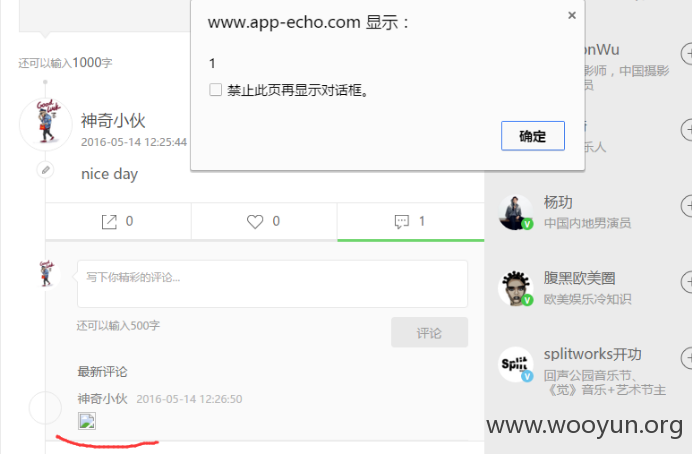 www.app-echo.com 显示：
1
禁止此页再显示对话框。
确定
还可以输入1000字
神奇小伙
2016-05-14 12:25:44
nice day
0
0
1
写下你精彩的评论...
还可以输入500字
评论
最新评论
神奇小伙 2016-05-14 12:26:50
onWu
影师，中国摄影
员
乐人
杨玏
中国内地男演员
腹黑欧美圈
欧美娱乐冷知识
Split
splitworks开功
回声公园音乐节、
《觉》音乐+艺术节主
www.wooyun.org